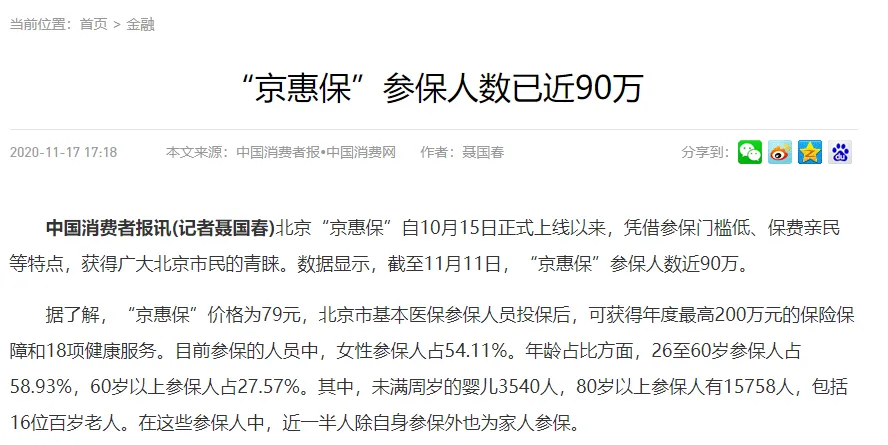 当前位置：首页 > 金融
“京惠保”参保人数已近90万
2020-11-17 17:18 本文来源：中国消费者报•中国消费网 作者：聂国春 分享到：
中国消费者报讯(记者聂国春)北京“京惠保”自10月15日正式上线以来，凭借参保门槛低、保费亲民
等特点，获得广大北京市民的青睐。数据显示，截至11月11日，“京惠保”参保人数近90万。
据了解，“京惠保”价格为79元，北京市基本医保参保人员投保后，可获得年度最高200万元的保险保
障和18项健康服务。目前参保的人员中，女性参保人占54.11%。年龄占比方面，26至60岁参保人占
58.93%，60岁以上参保人占27.57%。其中，未满周岁的婴儿3540人，80岁以上参保人有15758人，包括
16位百岁老人。在这些参保人中，近一半人除自身参保外也为家人参保。